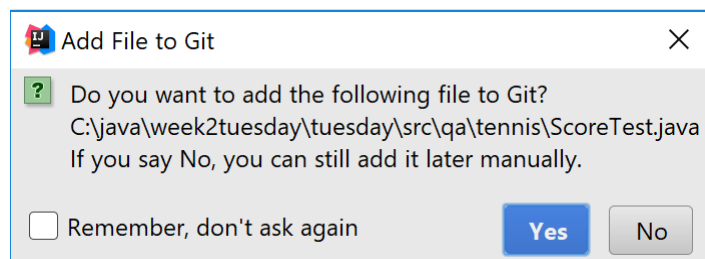 IJ
Add File to Git
?
Do you want to add the following file to Git?
C:\java\week2tuesday\tuesday\src\qa\tennis\ScoreTest.java
If you say No, you can still add it later manually.
Remember, don't ask again
Yes
No